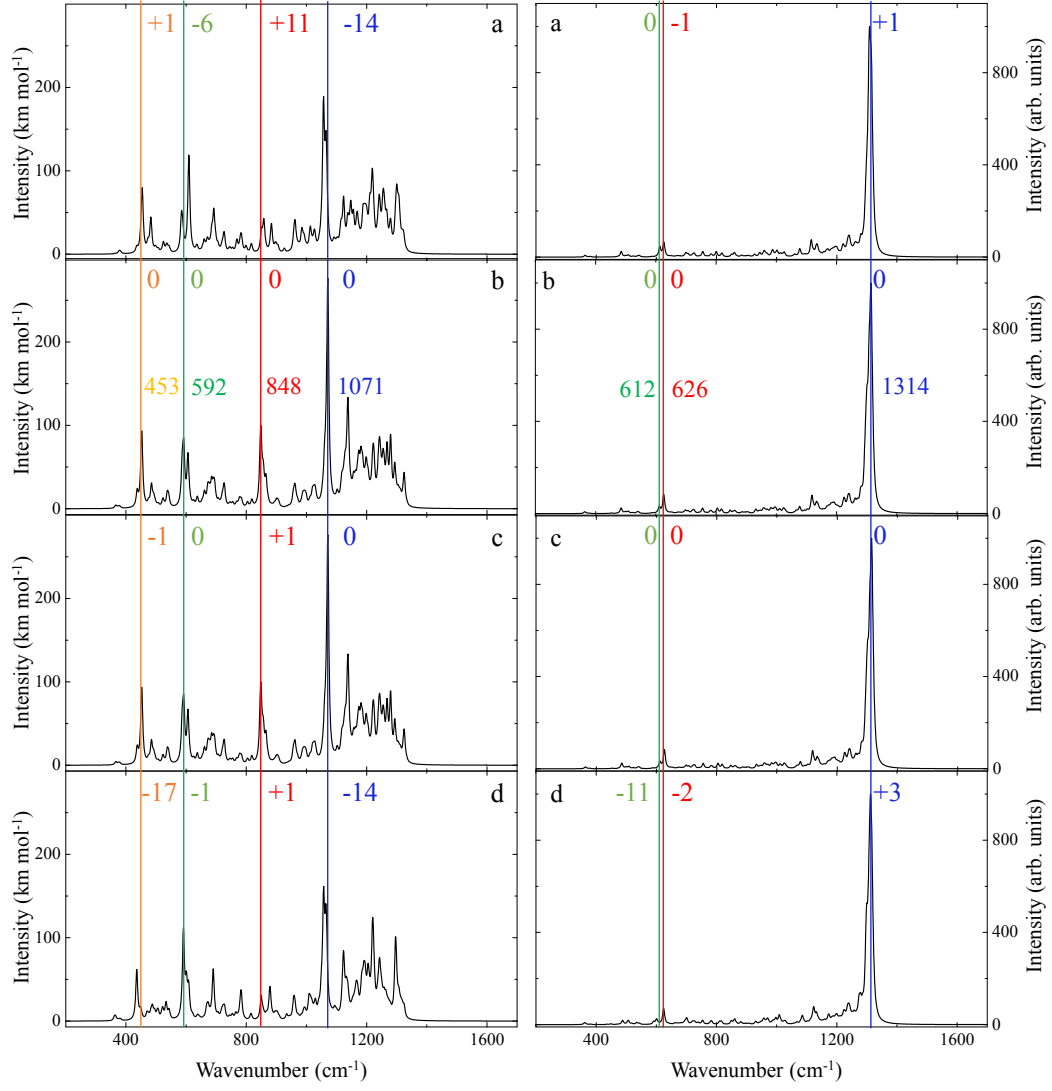 +1 -6 +11 -14 a
a 0 -1 +1
Intensity (km mol⁻¹)
200
100
0
800
400
0
Intensity (arb. units)
0 0 0 0 b
b 0 0 0
453 592 848 1071
612 626 1314
Intensity (km mol⁻¹)
200
100
0
800
400
0
Intensity (arb. units)
-1 0 +1 0 c
c 0 0 0
Intensity (km mol⁻¹)
200
100
0
800
400
0
Intensity (arb. units)
-17 -1 +1 -14 d
d -11 -2 +3
Intensity (km mol⁻¹)
200
100
0
800
400
0
Intensity (arb. units)
400 800 1200 1600
400 800 1200 1600
Wavenumber (cm⁻¹)
Wavenumber (cm⁻¹)